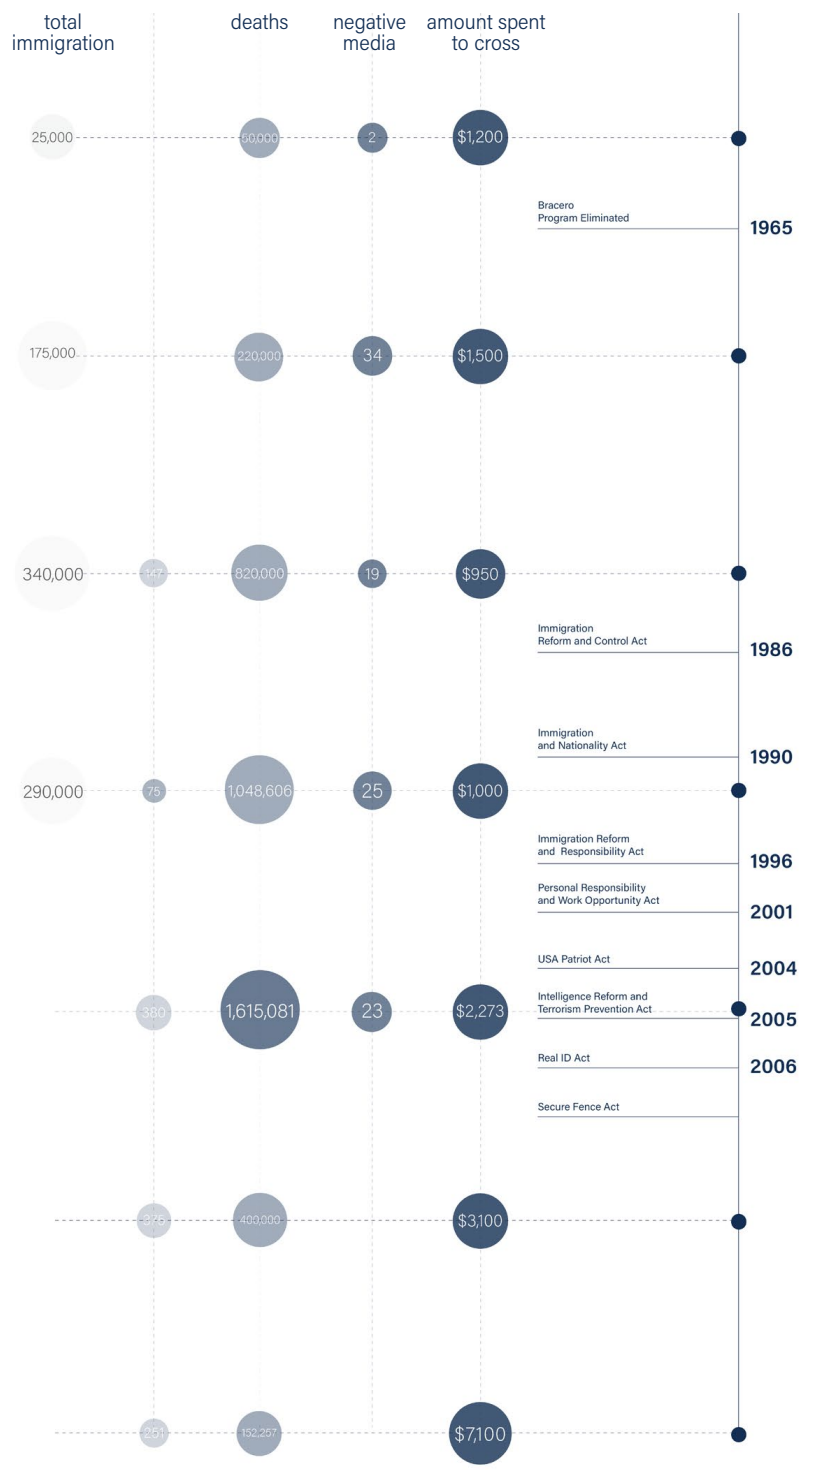 total
immigration
deaths
negative
media
amount spent
to cross
25,000
60,000
2
$1,200
Bracero
Program Eliminated
1965
175,000
220,000
34
$1,500
340,000
147
820,000
19
$950
Immigration
Reform and Control Act
1986
Immigration
and Nationality Act
1990
290,000
75
1,048,606
25
$1,000
Immigration Reform
and Responsibility Act
1996
Personal Responsibility
and Work Opportunity Act
2001
USA Patriot Act
2004
Intelligence Reform and
Terrorism Prevention Act
2005
1,615,081
23
$2,273
Real ID Act
2006
Secure Fence Act
400,000
$3,100
251
152,257
$7,100